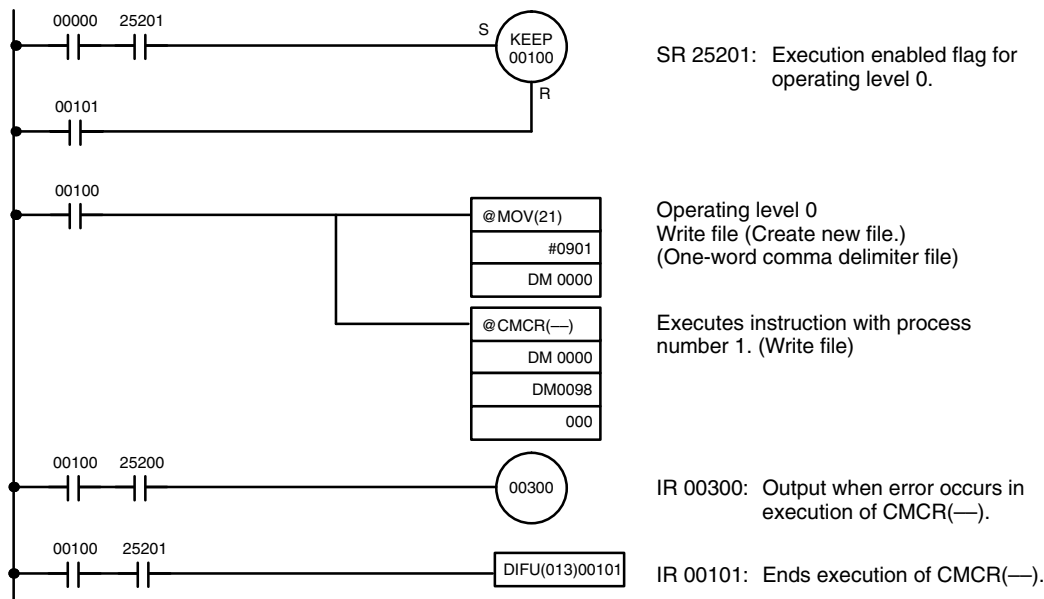 00000 25201
S
KEEP
00100
R
SR 25201: Execution enabled flag for
operating level 0.
00101
00100
@MOV(21)
#0901
DM 0000
Operating level 0
Write file (Create new file.)
(One-word comma delimiter file)
@CMCR(––)
DM 0000
DM0098
000
Executes instruction with process
number 1. (Write file)
00100 25200
00300
IR 00300: Output when error occurs in
execution of CMCR(––).
00100 25201
DIFU(013)00101
IR 00101: Ends execution of CMCR(––).